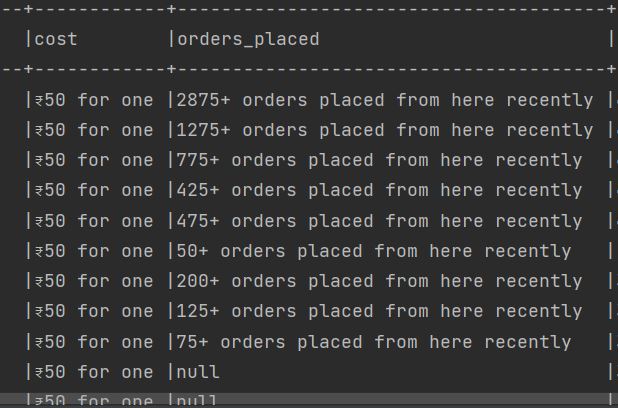 --+------------+---------------------------------------+
|cost |orders_placed |
--+------------+---------------------------------------+
|₹50 for one |2875+ orders placed from here recently |
|₹50 for one |1275+ orders placed from here recently |
|₹50 for one |775+ orders placed from here recently |
|₹50 for one |425+ orders placed from here recently |
|₹50 for one |475+ orders placed from here recently |
|₹50 for one |50+ orders placed from here recently |
|₹50 for one |200+ orders placed from here recently |
|₹50 for one |125+ orders placed from here recently |
|₹50 for one |75+ orders placed from here recently |
|₹50 for one |null |
|₹50 for one |null |